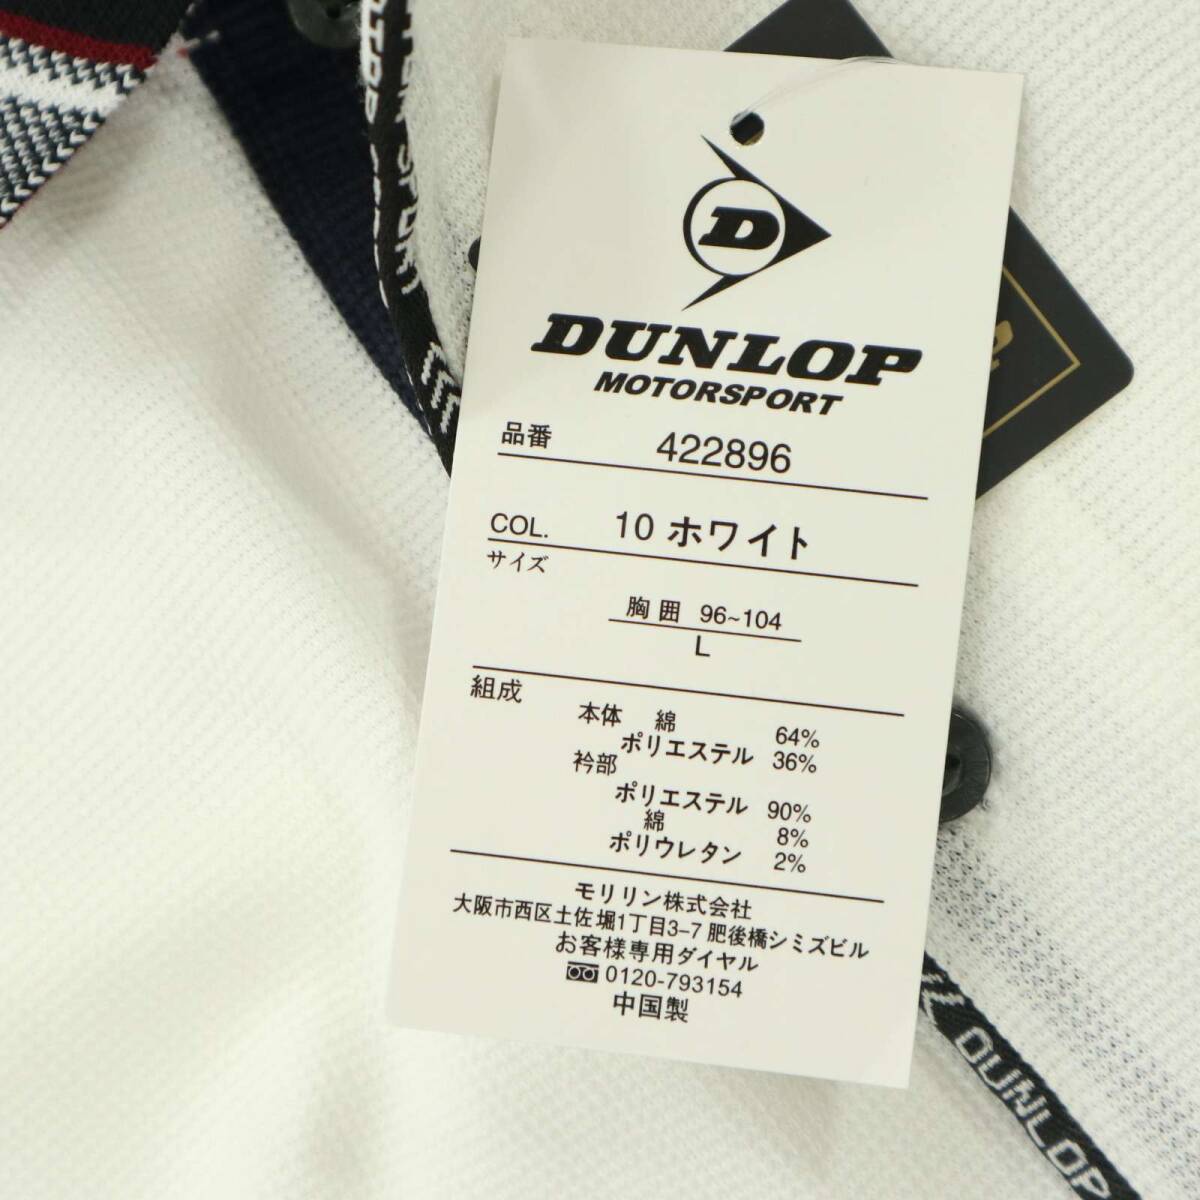 D
DUNLOP
MOTORSPORT
品番 422896
COL. 10 ホワイト
サイズ
胸囲 96~104
L
組成
本体 綿 64%
ポリエステル 36%
衿部
ポリエステル 90%
綿 8%
ポリウレタン 2%
モリリン株式会社
大阪市西区土佐堀1丁目3-7 肥後橋シミズビル
お客様専用ダイヤル
0120-793154
中国製
DUNLOP